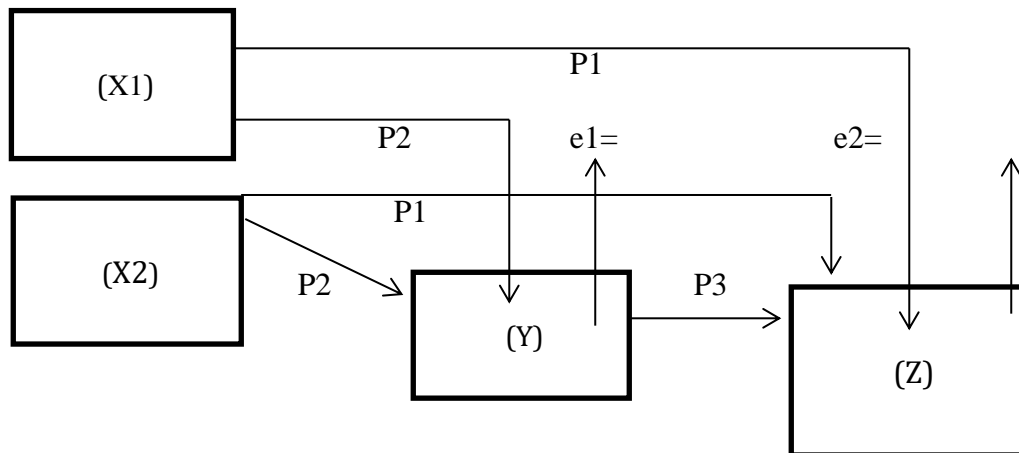 P1
(X1)
P2
e1=
e2=
P1
(X2)
P2
P3
(Y)
(Z)